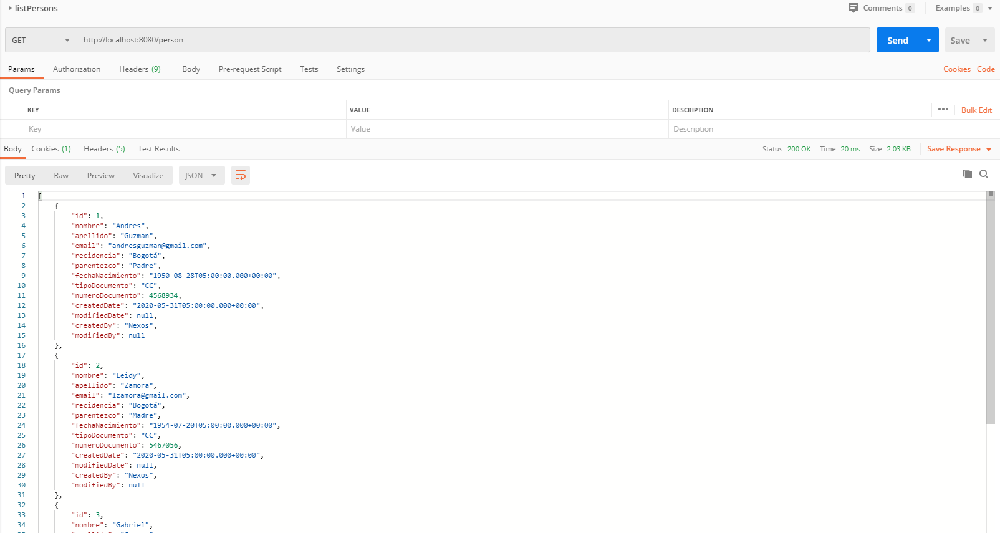 listPersons
Comments 0 Examples 0
GET http://localhost:8080/person Send Save
Params Authorization Headers (9) Body Pre-request Script Tests Settings Cookies Code
Query Params
KEY VALUE DESCRIPTION ••• Bulk Edit
Key Value Description
Body Cookies (1) Headers (5) Test Results Status: 200 OK Time: 20 ms Size: 2.03 KB Save Response
Pretty Raw Preview Visualize JSON
1 [
2 {
3 "id": 1,
4 "nombre": "Andres",
5 "apellido": "Guzman",
6 "email": "andresguzman@gmail.com",
7 "recidencia": "Bogotá",
8 "parentezco": "Padre",
9 "fechaNacimiento": "1950-08-28T05:00:00.000+00:00",
10 "tipoDocumento": "CC",
11 "numeroDocumento": 4568934,
12 "createdDate": "2020-05-31T05:00:00.000+00:00",
13 "modifiedDate": null,
14 "createdBy": "Nexos",
15 "modifiedBy": null
16 },
17 {
18 "id": 2,
19 "nombre": "Leidy",
20 "apellido": "Zamora",
21 "email": "lzamora@gmail.com",
22 "recidencia": "Bogotá",
23 "parentezco": "Madre",
24 "fechaNacimiento": "1954-07-20T05:00:00.000+00:00",
25 "tipoDocumento": "CC",
26 "numeroDocumento": 5467056,
27 "createdDate": "2020-05-31T05:00:00.000+00:00",
28 "modifiedDate": null,
29 "createdBy": "Nexos",
30 "modifiedBy": null
31 },
32 {
33 "id": 3,
34 "nombre": "Gabriel",